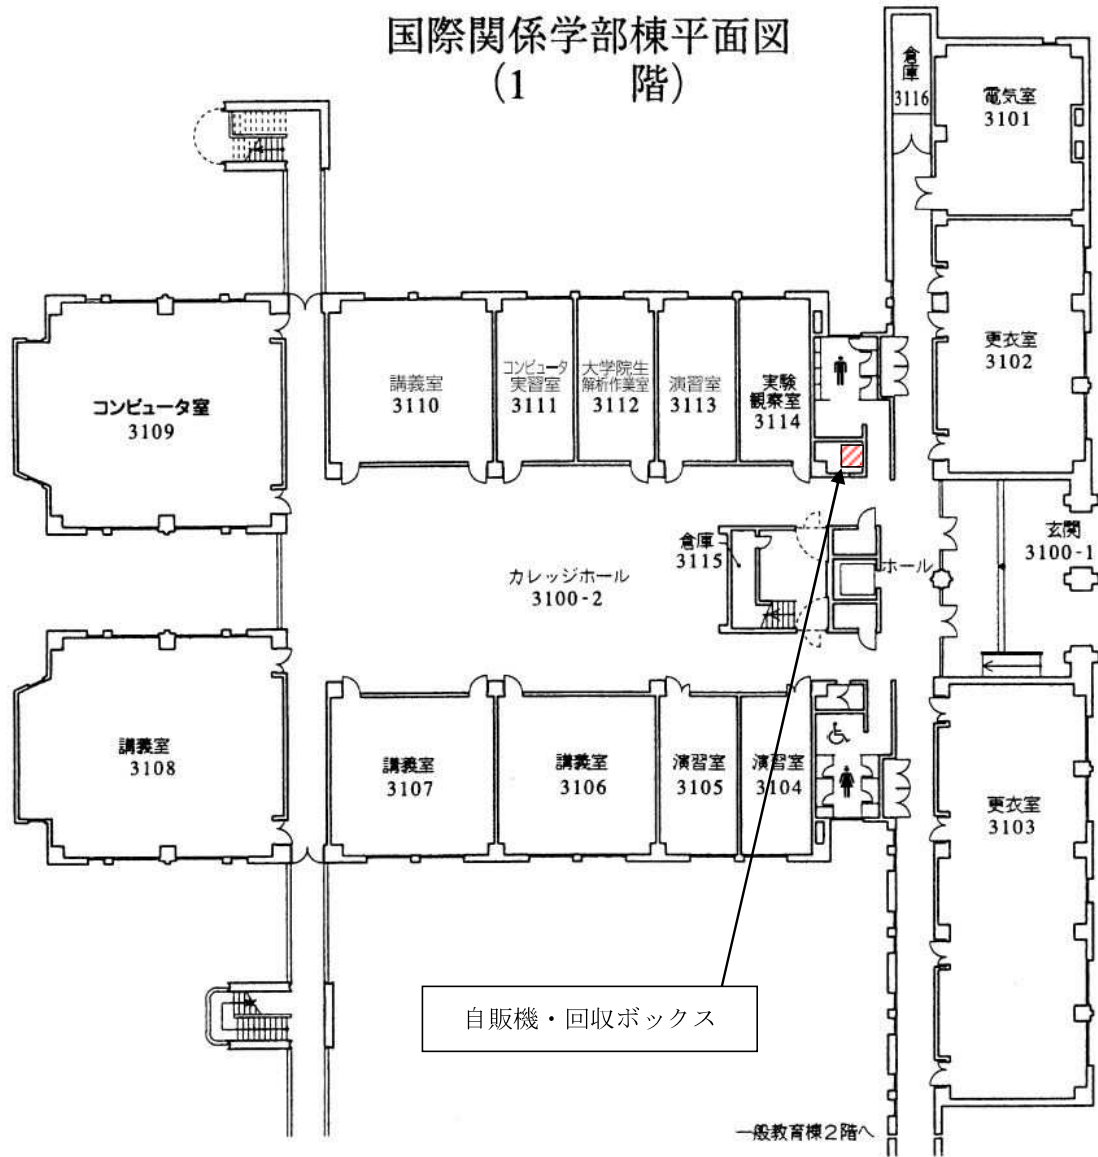 国際関係学部棟平面図
(1 階)
倉庫
3116
電気室
3101
更衣室
3102
コンピュータ室
3109
講義室
3110
コンピュータ
実習室
3111
大学院生
解析作業室
3112
演習室
3113
実験
観察室
3114
倉庫
3115
カレッジホール
3100-2
ホール
玄関
3100-1
講義室
3108
講義室
3107
講義室
3106
演習室
3105
演習室
3104
更衣室
3103
自販機・回収ボックス
一般教育棟2階へ